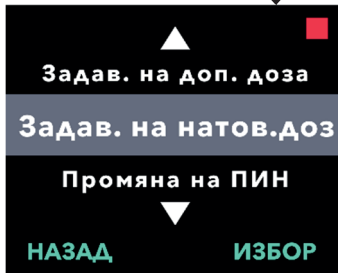 Задав. на доп. доза
Задав. на натов.доз
Промяна на ПИН
НАЗАД ИЗБОР